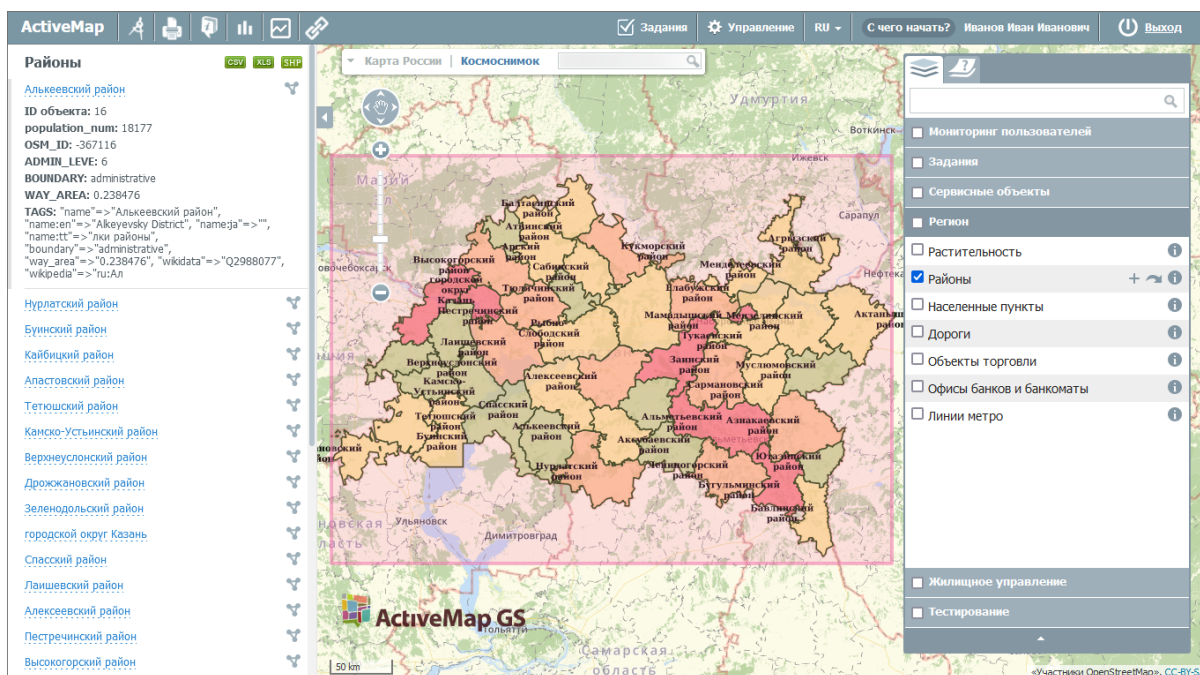 ActiveMap
Задания
Управление
RU
С чего начать?
Иванов Иван Иванович
Выход
Районы
CSV
XLS
SHP
Алькеевский район
ID объекта: 16
population_num: 18177
OSM_ID: -367116
ADMIN_LEVE: 6
BOUNDARY: administrative
WAY_AREA: 0.238476
TAGS: "name"=>"Алькеевский район",
"name:en"=>"Alkeyevsky District", "name:ja"=>"",
"name:tt"=>"лки районы",
"boundary"=>"administrative",
"way_area"=>"0.238476", "wikidata"=>"Q2988077",
"wikipedia"=>"ru:Ал
Нурлатский район
Буинский район
Кайбицкий район
Апастовский район
Тетюшский район
Камско-Устьинский район
Верхнеуслонский район
Дрожжановский район
Зеленодольский район
городской округ Казань
Спасский район
Лаишевский район
Алексеевский район
Пестречинский район
Высокогорский район
Карта России | Космоснимок
Удмуртия
Воткинск
Ижевск
Марий
Сарапул
Балтасинский
район
Атнинский
район
Арский
район
Кукморский
район
Агрызский
район
Высокогорский
район
Сабинский
район
Менделеевский
район
городской
округ
Казань
Тюлячинский
район
Елабужский
район
Пестречинский
район
Рыбно-
Слободский
район
Мамадышский
район
Мензелинский
район
Тукаевский
район
Лаишевский
район
Верхнеуслонский
район
Заинский
район
Муслюмовский
район
Камско-
Устьинский
район
Алексеевский
район
Сармановский
район
Спасский
район
Тетюшский
район
Алькеевский
район
Альметьевский
район
Азнакаевский
район
Буинский
район
Аксубаевский
район
Нурлатский
район
Лениногорский
район
Ютазинский
район
Бугульминский
район
Бавлинский
район
Ульяновск
Димитровград
ActiveMap GS
Тольятти
Самарская
область
50 km
Мониторинг пользователей
Задания
Сервисные объекты
Регион
Растительность
Районы
Населенные пункты
Дороги
Объекты торговли
Офисы банков и банкоматы
Линии метро
Жилищное управление
Тестирование
«Участники OpenStreetMap», CC-BY-S